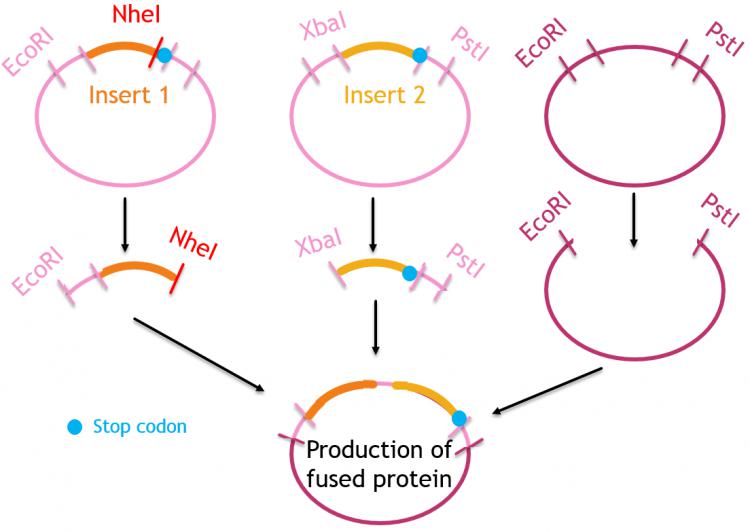 NheI
EcoRI
Insert 1
XbaI
PstI
Insert 2
EcoRI
PstI
EcoRI
NheI
XbaI
PstI
EcoRI
PstI
Stop codon
Production of
fused protein